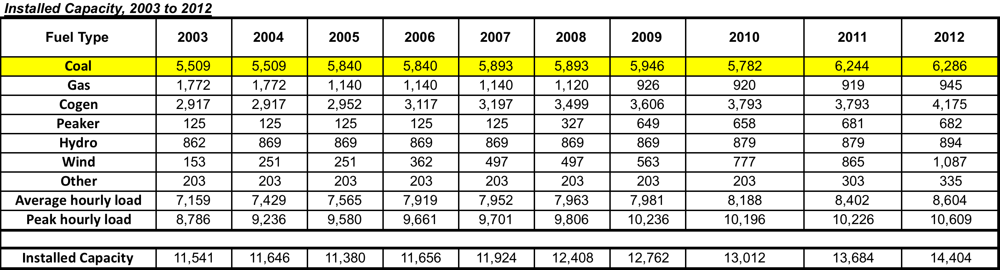 Installed Capacity, 2003 to 2012
Fuel Type 2003 2004 2005 2006 2007 2008 2009 2010 2011 2012
Coal 5,509 5,509 5,840 5,840 5,893 5,893 5,946 5,782 6,244 6,286
Gas 1,772 1,772 1,140 1,140 1,140 1,120 926 920 919 945
Cogen 2,917 2,917 2,952 3,117 3,197 3,499 3,606 3,793 3,793 4,175
Peaker 125 125 125 125 125 327 649 658 681 682
Hydro 862 869 869 869 869 869 869 879 879 894
Wind 153 251 251 362 497 497 563 777 865 1,087
Other 203 203 203 203 203 203 203 203 303 335
Average hourly load 7,159 7,429 7,565 7,919 7,952 7,963 7,981 8,188 8,402 8,604
Peak hourly load 8,786 9,236 9,580 9,661 9,701 9,806 10,236 10,196 10,226 10,609
Installed Capacity 11,541 11,646 11,380 11,656 11,924 12,408 12,762 13,012 13,684 14,404